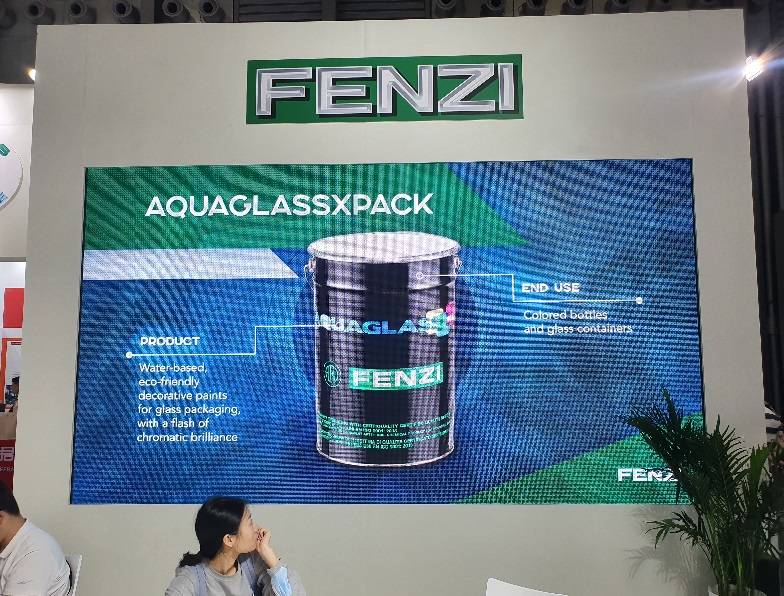 FENZI
AQUAGLASSXPACK
END USE
Colored bottles
and glass containers
PRODUCT
Water-based,
eco-friendly
decorative paints
for glass packaging,
with a flash of
chromatic brilliance
FENZI